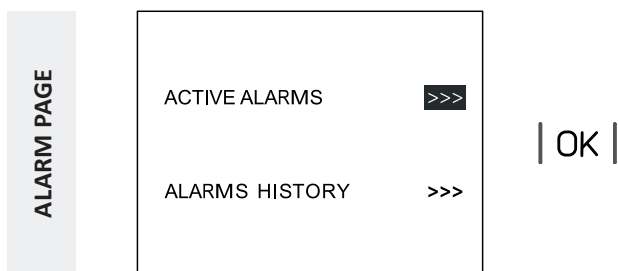 ALARM PAGE
ACTIVE ALARMS >>>
| OK |
ALARMS HISTORY >>>